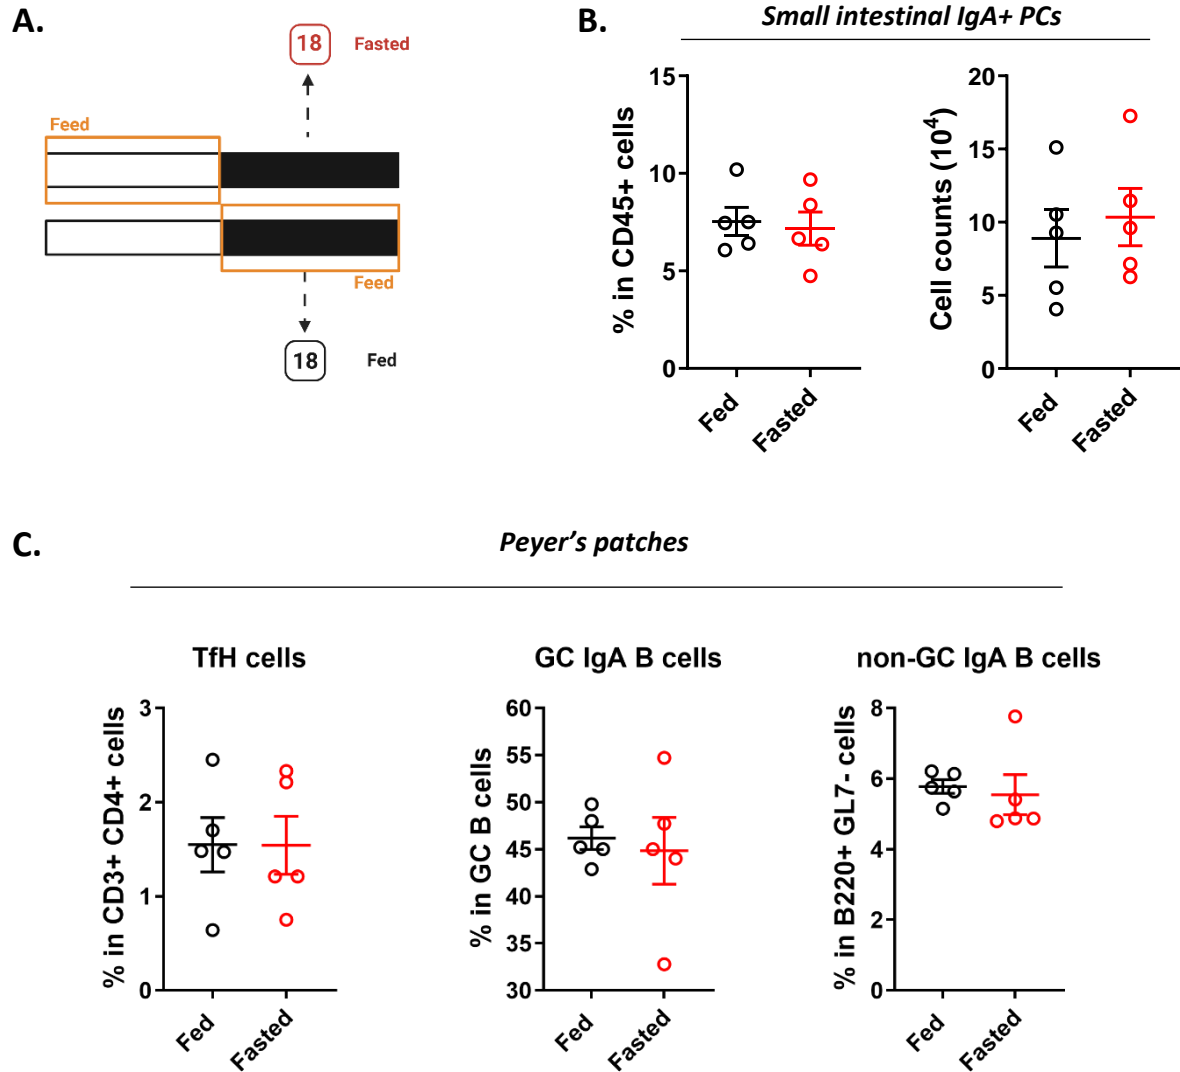 A.
18 Fasted
Feed
Feed
18 Fed
B.
Small intestinal IgA+ PCs
% in CD45+ cells
15
10
5
0
Fed
Fasted
Cell counts (10⁴)
20
15
10
5
0
Fed
Fasted
C.
Peyer’s patches
TfH cells
% in CD3+ CD4+ cells
3
2
1
0
Fed
Fasted
GC IgA B cells
% in GC B cells
60
55
50
45
40
35
30
Fed
Fasted
non-GC IgA B cells
% in B220+ GL7- cells
8
6
4
2
0
Fed
Fasted